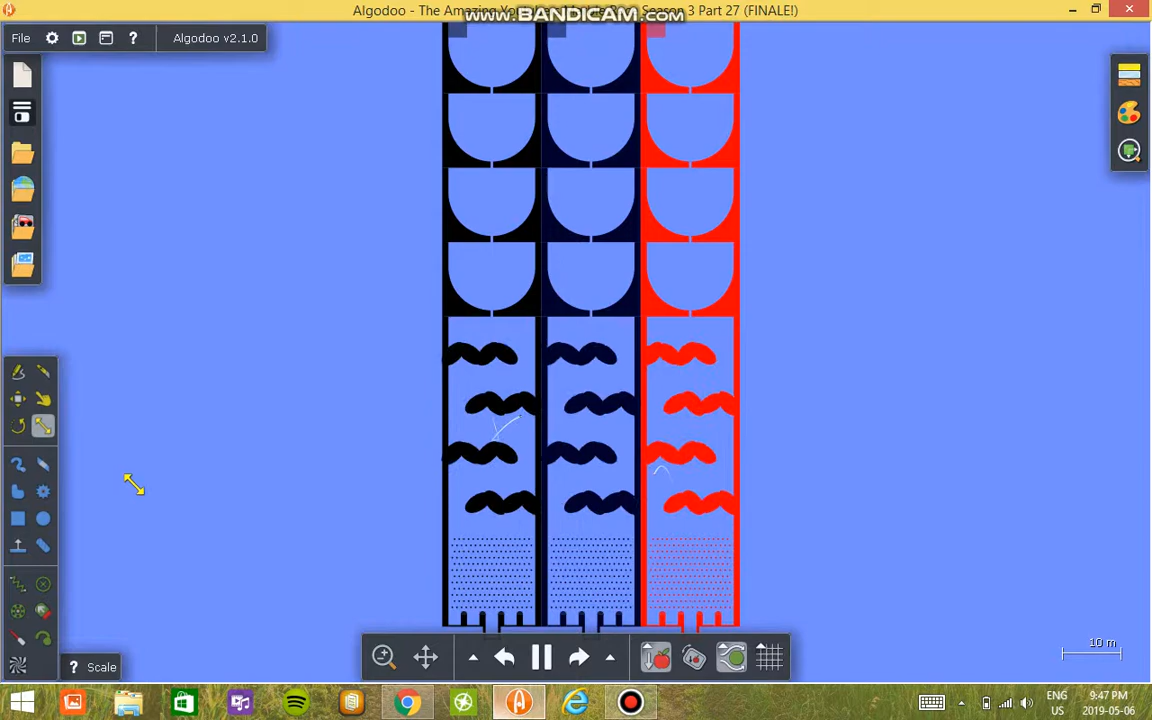 Algodoo - The Amazing You
www.BANDICAM.com
Season 3 Part 27 (FINALE!)
File
Algodoo v2.1.0
10 m
Scale
ENG
US
9:47 PM
2019-05-06